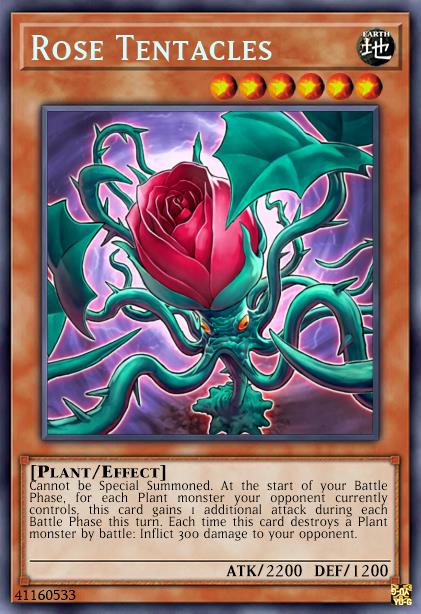 Rose Tentacles
EARTH
地
[Plant/Effect]
Cannot be Special Summoned. At the start of your Battle
Phase, for each Plant monster your opponent currently
controls, this card gains 1 additional attack during each
Battle Phase this turn. Each time this card destroys a Plant
monster by battle: Inflict 300 damage to your opponent.
ATK/2200 DEF/1200
41160533